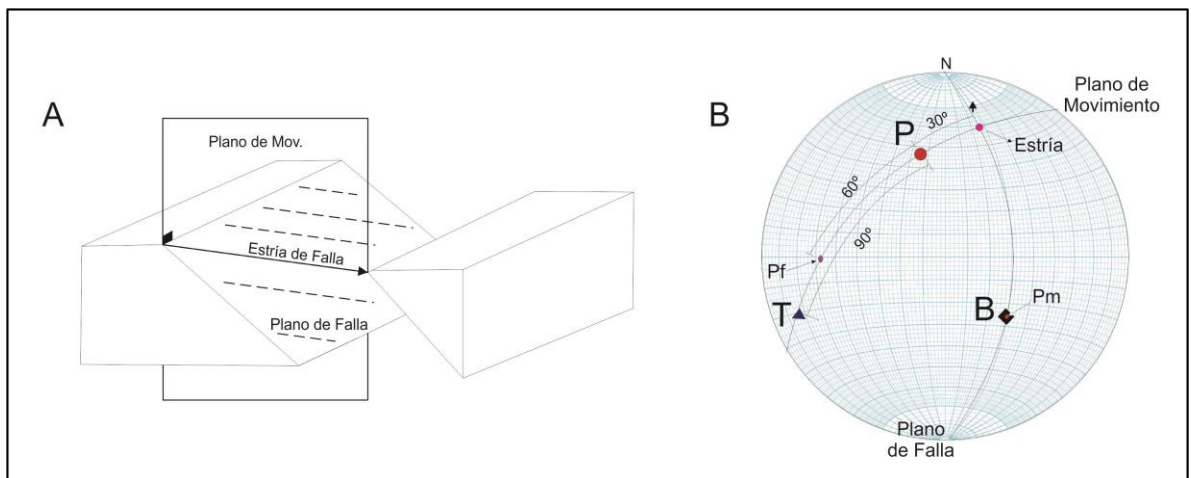 A
Plano de Mov.
Estría de Falla
Plano de Falla
B
N
Plano de
Movimiento
30º
P
Estría
60º
90º
Pf
T
B
Pm
Plano
de Falla